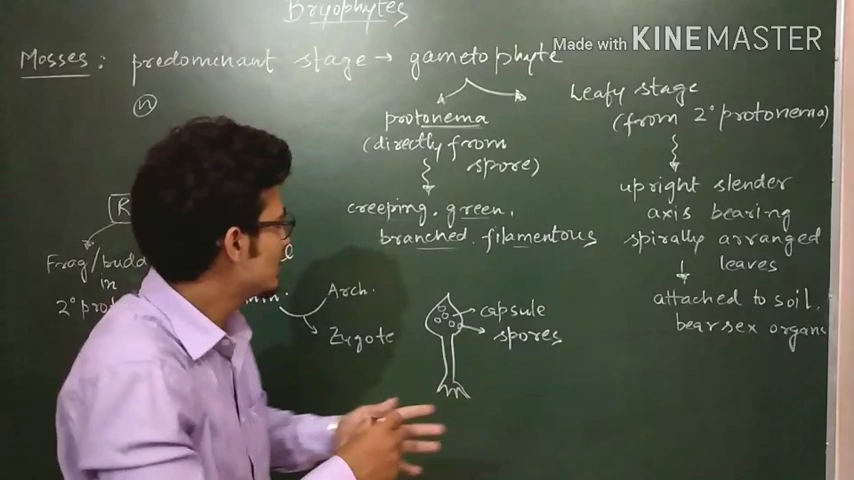 Bryophytes
Made with KINEMASTER
Mosses : predominant stage → gametophyte
n
protonema
(directly from
spore)
creeping, green,
branched, filamentous
Leafy stage
(from 2° protonema)
upright slender
axis bearing
spirally arranged
leaves
attached to soil.
bear sex organs
R
Frag/budd
in
2° prot
Arch.
Zygote
capsule
spores